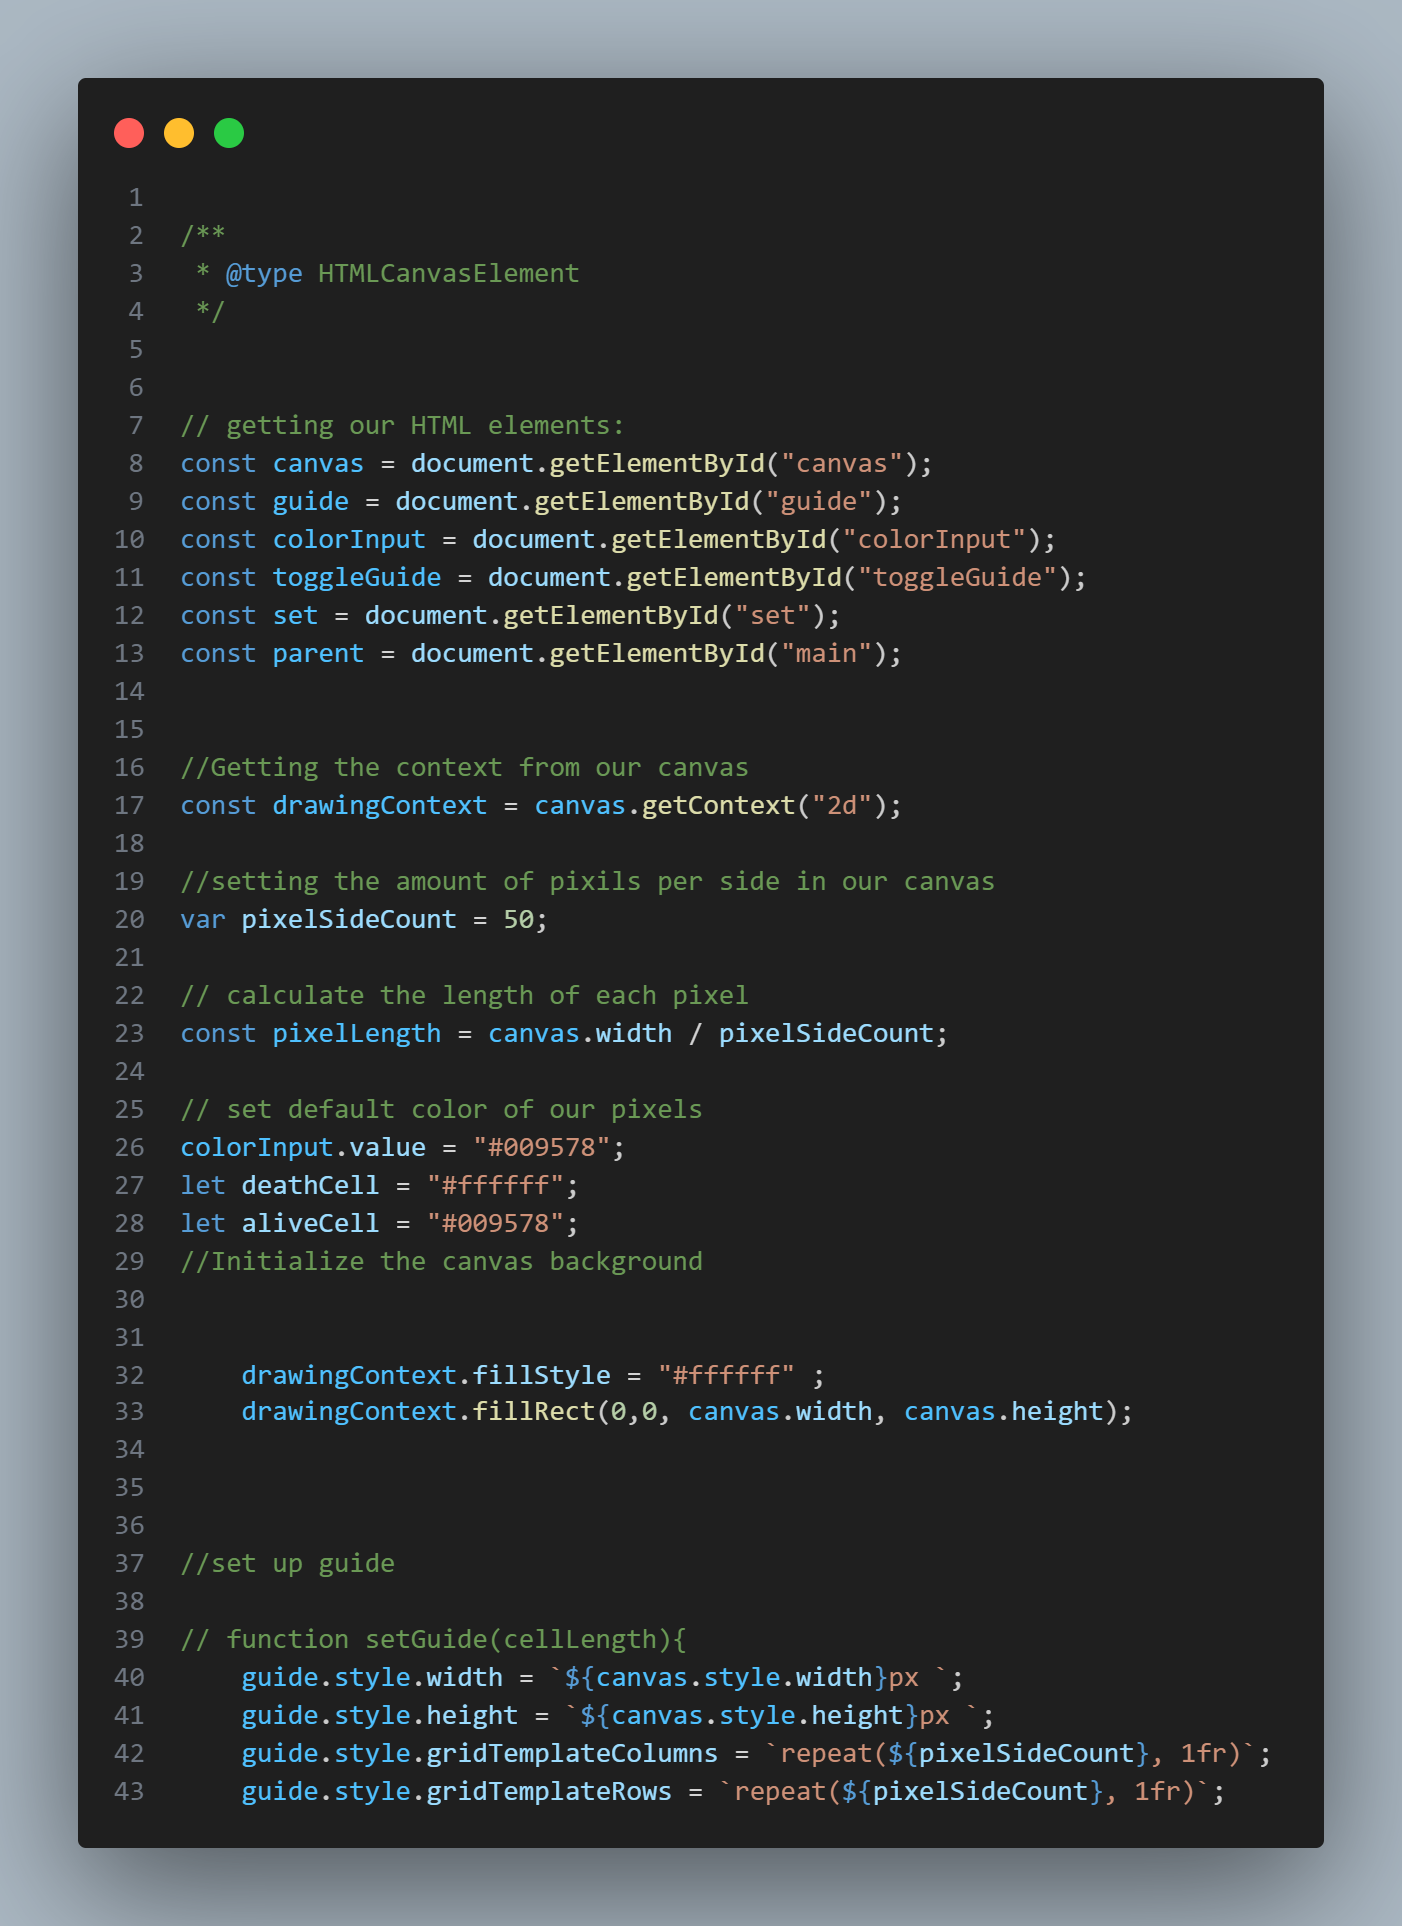 1
2 /**
3  * @type HTMLCanvasElement
4  */
5
6
7 // getting our HTML elements:
8 const canvas = document.getElementById("canvas");
9 const guide = document.getElementById("guide");
10 const colorInput = document.getElementById("colorInput");
11 const toggleGuide = document.getElementById("toggleGuide");
12 const set = document.getElementById("set");
13 const parent = document.getElementById("main");
14
15
16 //Getting the context from our canvas
17 const drawingContext = canvas.getContext("2d");
18
19 //setting the amount of pixils per side in our canvas
20 var pixelSideCount = 50;
21
22 // calculate the length of each pixel
23 const pixelLength = canvas.width / pixelSideCount;
24
25 // set default color of our pixels
26 colorInput.value = "#009578";
27 let deathCell = "#ffffff";
28 let aliveCell = "#009578";
29 //Initialize the canvas background
30
31
32     drawingContext.fillStyle = "#ffffff" ;
33     drawingContext.fillRect(0,0, canvas.width, canvas.height);
34
35
36
37 //set up guide
38
39 // function setGuide(cellLength){
40     guide.style.width = `${canvas.style.width}px `;
41     guide.style.height = `${canvas.style.height}px `;
42     guide.style.gridTemplateColumns = `repeat(${pixelSideCount}, 1fr)`;
43     guide.style.gridTemplateRows = `repeat(${pixelSideCount}, 1fr)`;